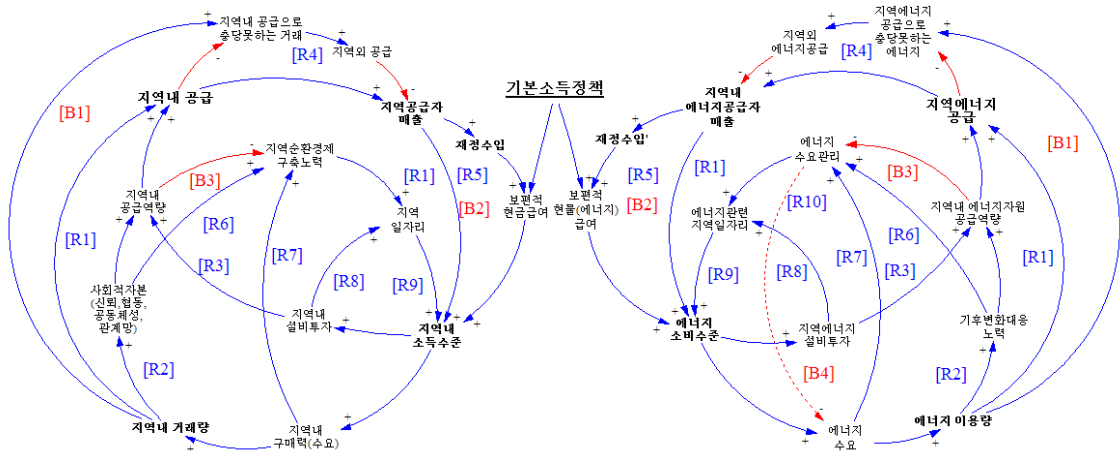 지역내 공급으로
충당못하는 거래
[R4]
지역외 공급
[B1]
지역내 공급
지역공급자
매출
재정수입
지역순환경제
구축노력
[B3]
[R1]
[R5]
[B2]
지역내
공급역량
[R6]
지역
일자리
보편적
현금급여
[R1]
[R3]
[R7]
[R8]
[R9]
사회적자본
(신뢰,협동,
공동체성,
관계망)
지역내
설비투자
지역내
소득수준
[R2]
지역내 거래량
지역내
구매력(수요)
기본소득정책
지역에너지
공급으로
충당못하는
에너지
지역외
에너지공급
[R4]
지역내
에너지공급자
매출
지역에너지
공급
[B1]
재정수입'
에너지
수요관리
[B3]
[R5]
[R1]
[B2]
보편적
현물(에너지)
급여
[R10]
에너지관련
지역일자리
지역내 에너지자원
공급역량
[R6]
[R1]
[R9]
[R8]
[R7]
[R3]
에너지
소비수준
지역에너지
설비투자
기후변화대응
노력
[B4]
[R2]
에너지
수요
에너지 이용량